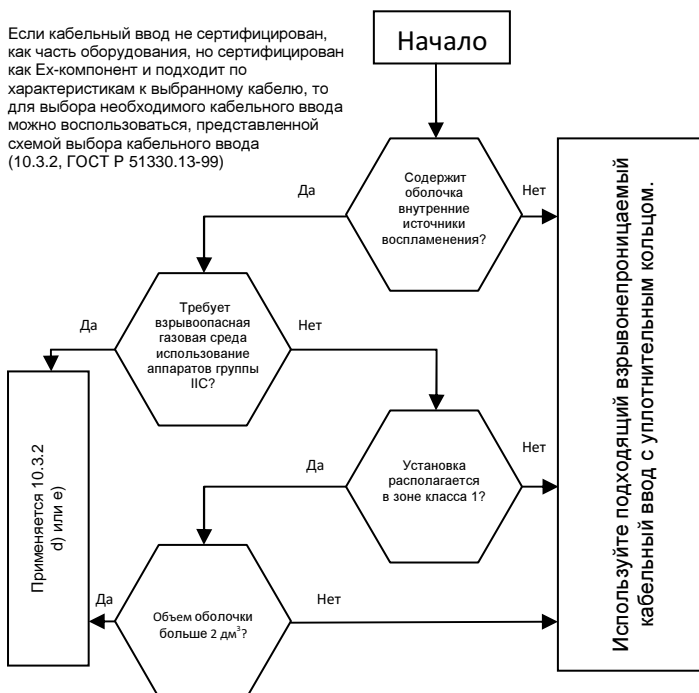 Если кабельный ввод не сертифицирован,
как часть оборудования, но сертифицирован
как Ex-компонент и подходит по
характеристикам к выбранному кабелю, то
для выбора необходимого кабельного ввода
можно воспользоваться, представленной
схемой выбора кабельного ввода
(10.3.2, ГОСТ Р 51330.13-99)
Начало
Содержит
оболочка
внутренние
источники
воспламенения?
Да
Нет
Требует
взрывоопасная
газовая среда
использование
аппаратов группы
IIC?
Да
Нет
Установка
располагается
в зоне класса 1?
Да
Нет
Объем оболочки
больше 2 дм³?
Да
Нет
Применяется 10.3.2
d) или e)
Используйте подходящий взрывонепроницаемый
кабельный ввод с уплотнительным кольцом.